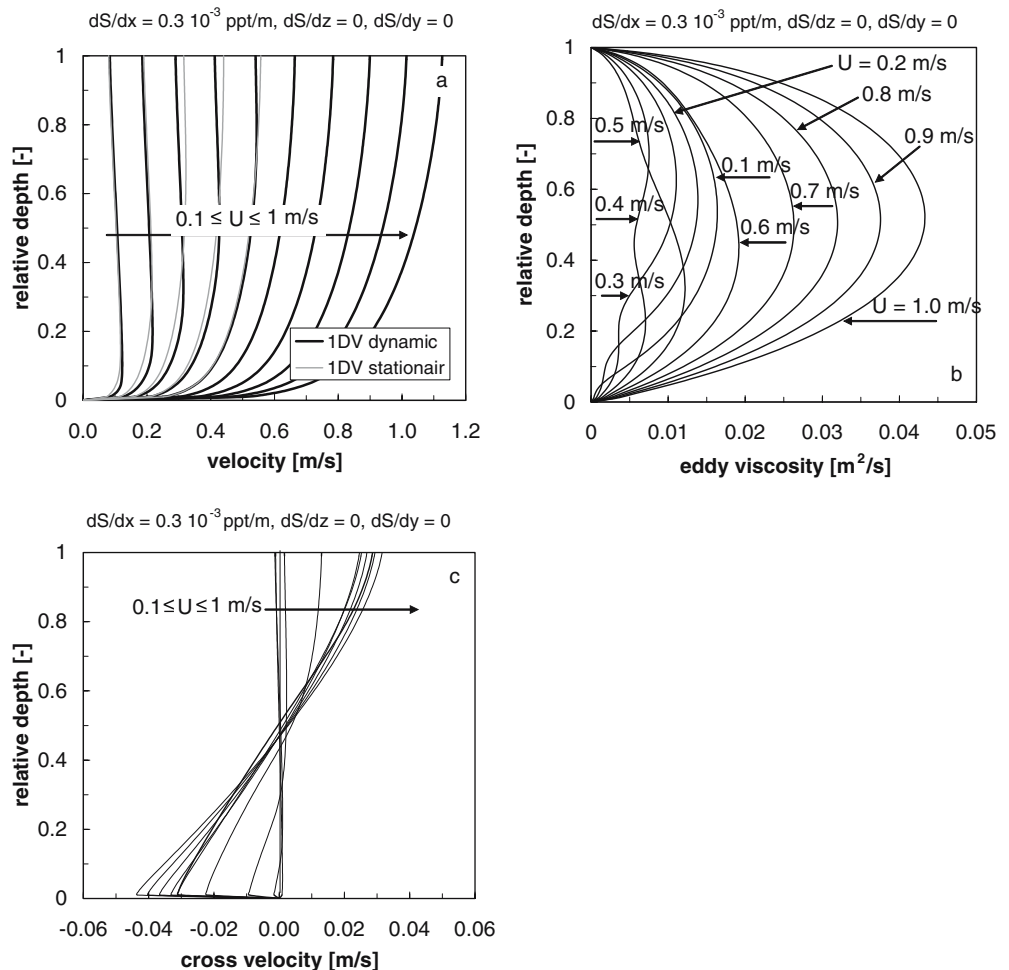 dS/dx = 0.3 10⁻³ ppt/m, dS/dz = 0, dS/dy = 0
1
0.8
0.6
0.4
0.2
0
relative depth [-]
a
0.1 ≤ U ≤ 1 m/s
1DV dynamic
1DV stationair
0.0 0.2 0.4 0.6 0.8 1.0 1.2
velocity [m/s]
dS/dx = 0.3 10⁻³ ppt/m, dS/dz = 0, dS/dy = 0
1
0.8
0.6
0.4
0.2
0
relative depth [-]
U = 0.2 m/s
0.8 m/s
0.5 m/s
0.9 m/s
0.1 m/s
0.7 m/s
0.4 m/s
0.6 m/s
0.3 m/s
U = 1.0 m/s
b
0 0.01 0.02 0.03 0.04 0.05
eddy viscosity [m²/s]
dS/dx = 0.3 10⁻³ ppt/m, dS/dz = 0, dS/dy = 0
1
0.8
0.6
0.4
0.2
0
relative depth [-]
c
0.1 ≤ U ≤ 1 m/s
-0.06 -0.04 -0.02 0.00 0.02 0.04 0.06
cross velocity [m/s]